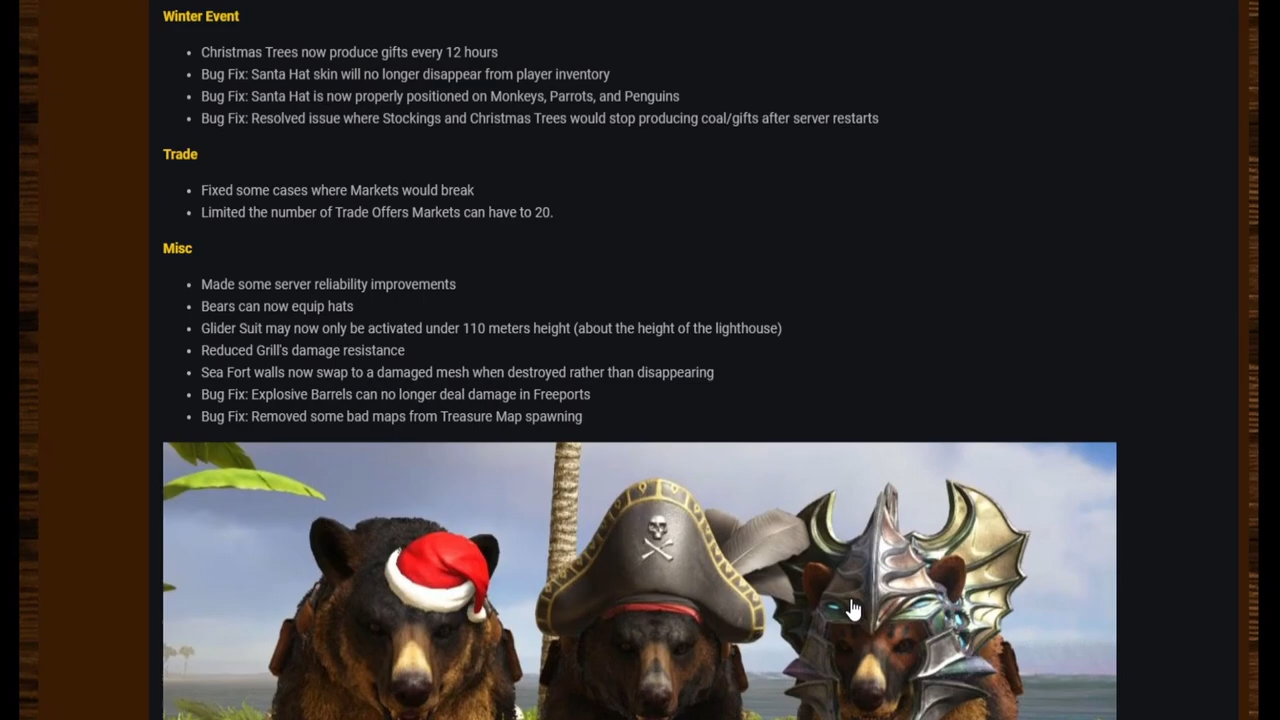 Winter Event
Christmas Trees now produce gifts every 12 hours
Bug Fix: Santa Hat skin will no longer disappear from player inventory
Bug Fix: Santa Hat is now properly positioned on Monkeys, Parrots, and Penguins
Bug Fix: Resolved issue where Stockings and Christmas Trees would stop producing coal/gifts after server restarts
Trade
Fixed some cases where Markets would break
Limited the number of Trade Offers Markets can have to 20.
Misc
Made some server reliability improvements
Bears can now equip hats
Glider Suit may now only be activated under 110 meters height (about the height of the lighthouse)
Reduced Grill's damage resistance
Sea Fort walls now swap to a damaged mesh when destroyed rather than disappearing
Bug Fix: Explosive Barrels can no longer deal damage in Freeports
Bug Fix: Removed some bad maps from Treasure Map spawning